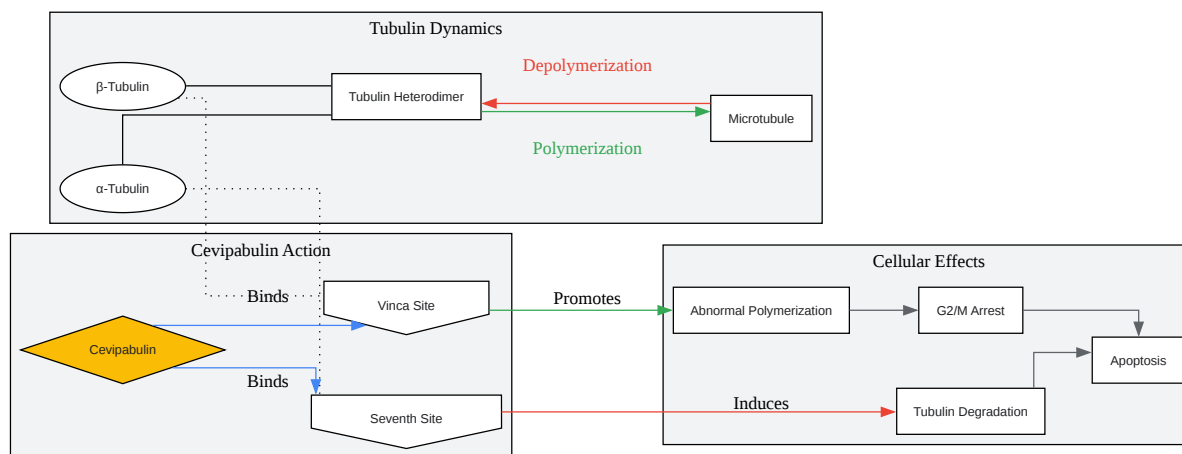 Tubulin Dynamics
β-Tubulin
Tubulin Heterodimer
Depolymerization
Microtubule
Polymerization
α-Tubulin
Cevipabulin Action
Binds
Vinca Site
Cevipabulin
Binds
Seventh Site
Promotes
Induces
Cellular Effects
Abnormal Polymerization
G2/M Arrest
Apoptosis
Tubulin Degradation